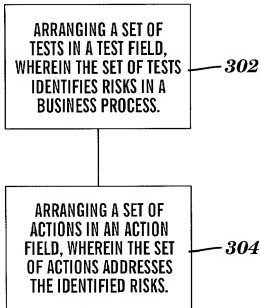 ARRANGING A SET OF
TESTS IN A TEST FIELD,
WHEREIN THE SET OF TESTS
IDENTIFIES RISKS IN A
BUSINESS PROCESS.
302
ARRANGING A SET OF
ACTIONS IN AN ACTION
FIELD, WHEREIN THE SET
OF ACTIONS ADDRESSES
THE IDENTIFIED RISKS.
304